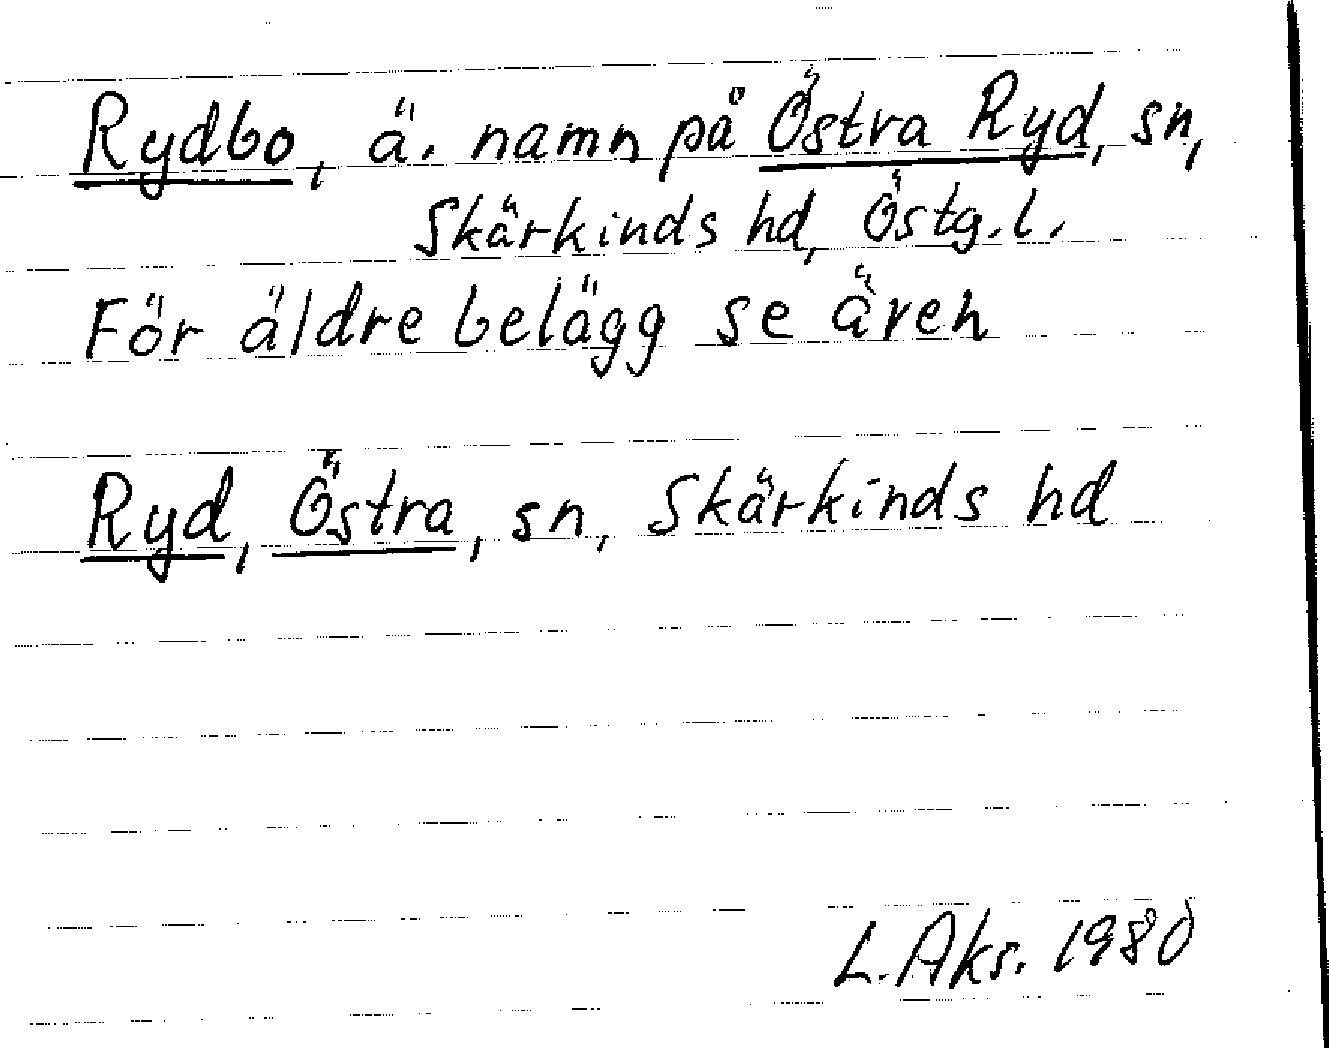 Rydbo, ä. namn på Östra Ryd, sn,
Skärkinds hd, Östg.l.
För äldre belägg se även
Ryd, Östra, sn, Skärkinds hd
L. Aks. 1980